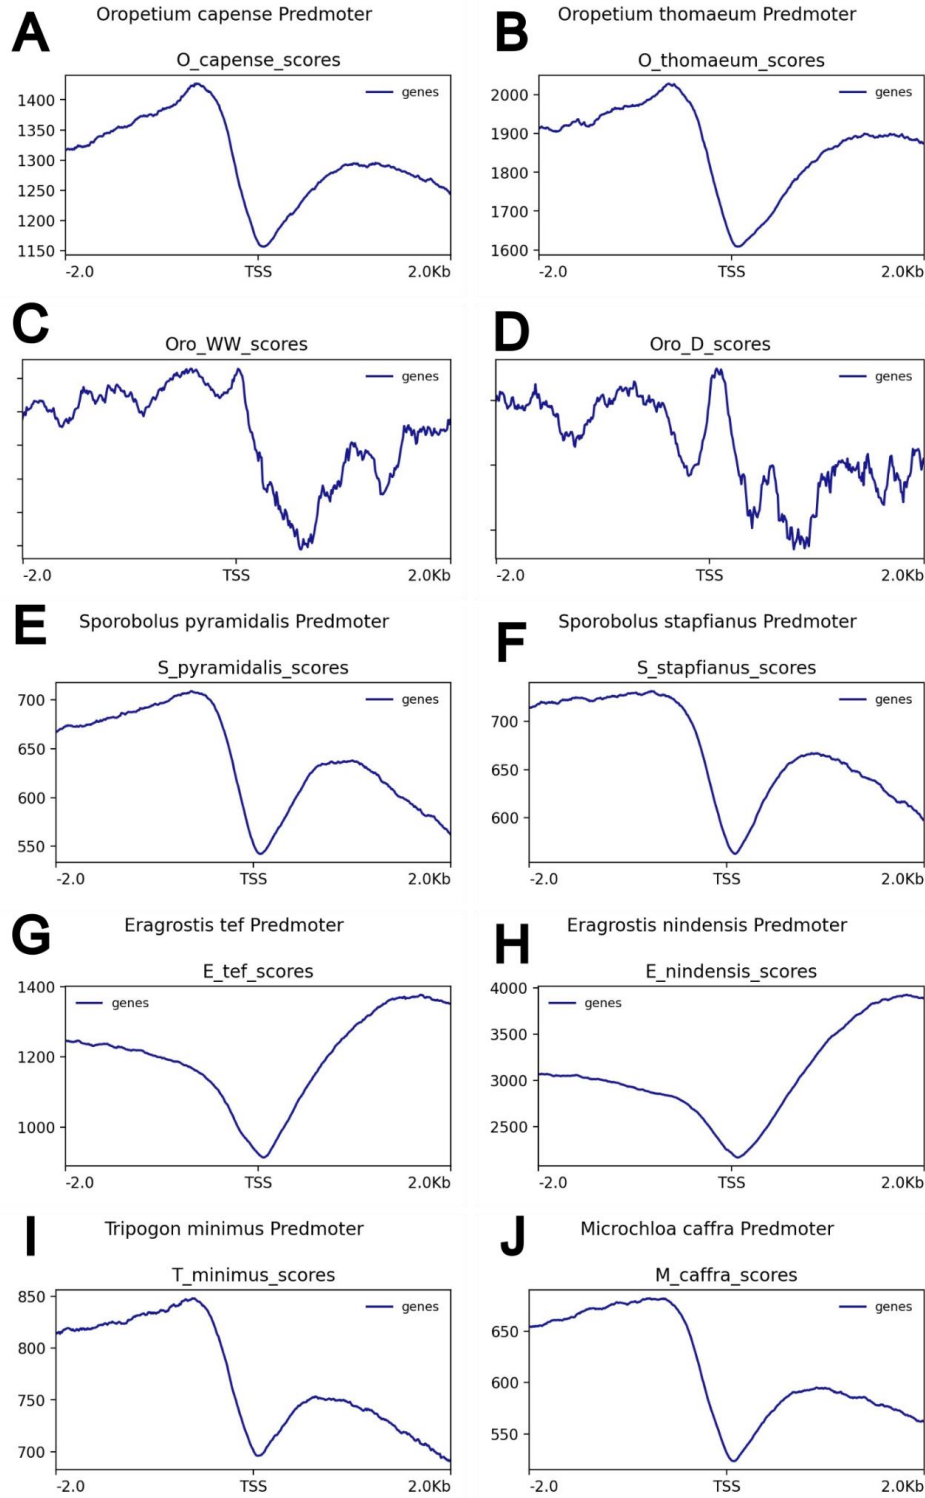 A
Oropetium capense Predmoter
O_capense_scores
genes
1400
1350
1300
1250
1200
1150
-2.0
TSS
2.0Kb
B
Oropetium thomaeum Predmoter
O_thomaeum_scores
genes
2000
1900
1800
1700
1600
-2.0
TSS
2.0Kb
C
Oro_WW_scores
genes
-2.0
TSS
2.0Kb
D
Oro_D_scores
genes
-2.0
TSS
2.0Kb
E
Sporobolus pyramidalis Predmoter
S_pyramidalis_scores
genes
700
650
600
550
-2.0
TSS
2.0Kb
F
Sporobolus stapfianus Predmoter
S_stapfianus_scores
genes
700
650
600
-2.0
TSS
2.0Kb
G
Eragrostis tef Predmoter
E_tef_scores
genes
1400
1200
1000
-2.0
TSS
2.0Kb
H
Eragrostis nindensis Predmoter
E_nindensis_scores
genes
4000
3500
3000
2500
-2.0
TSS
2.0Kb
I
Tripogon minimus Predmoter
T_minimus_scores
genes
850
800
750
700
-2.0
TSS
2.0Kb
J
Microchloa caffra Predmoter
M_caffra_scores
genes
650
600
550
-2.0
TSS
2.0Kb